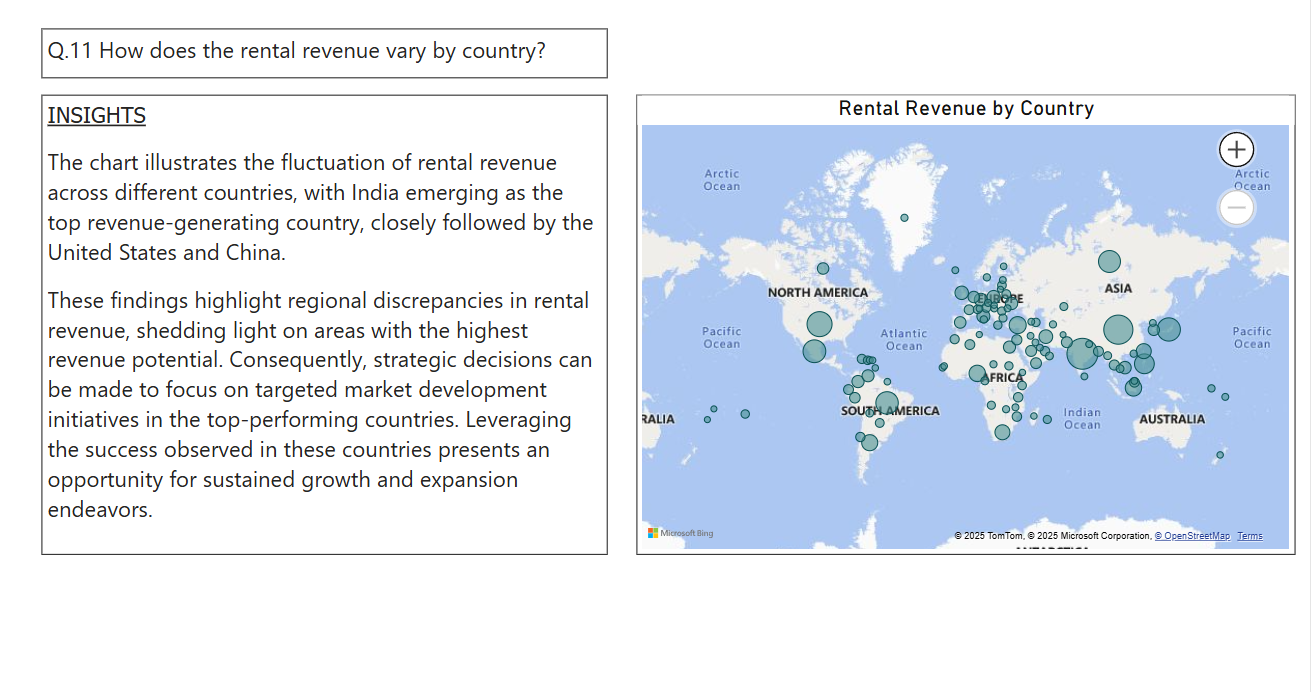 Q.11 How does the rental revenue vary by country?
INSIGHTS
The chart illustrates the fluctuation of rental revenue
across different countries, with India emerging as the
top revenue-generating country, closely followed by the
United States and China.
These findings highlight regional discrepancies in rental
revenue, shedding light on areas with the highest
revenue potential. Consequently, strategic decisions can
be made to focus on targeted market development
initiatives in the top-performing countries. Leveraging
the success observed in these countries presents an
opportunity for sustained growth and expansion
endeavors.
Rental Revenue by Country
Arctic
Ocean
Arctic
Ocean
NORTH AMERICA
EUROPE
ASIA
Pacific
Ocean
Atlantic
Ocean
Pacific
Ocean
AFRICA
SOUTH AMERICA
Indian
Ocean
RALIA
AUSTRALIA
Microsoft Bing
© 2025 TomTom, © 2025 Microsoft Corporation, © OpenStreetMap Terms